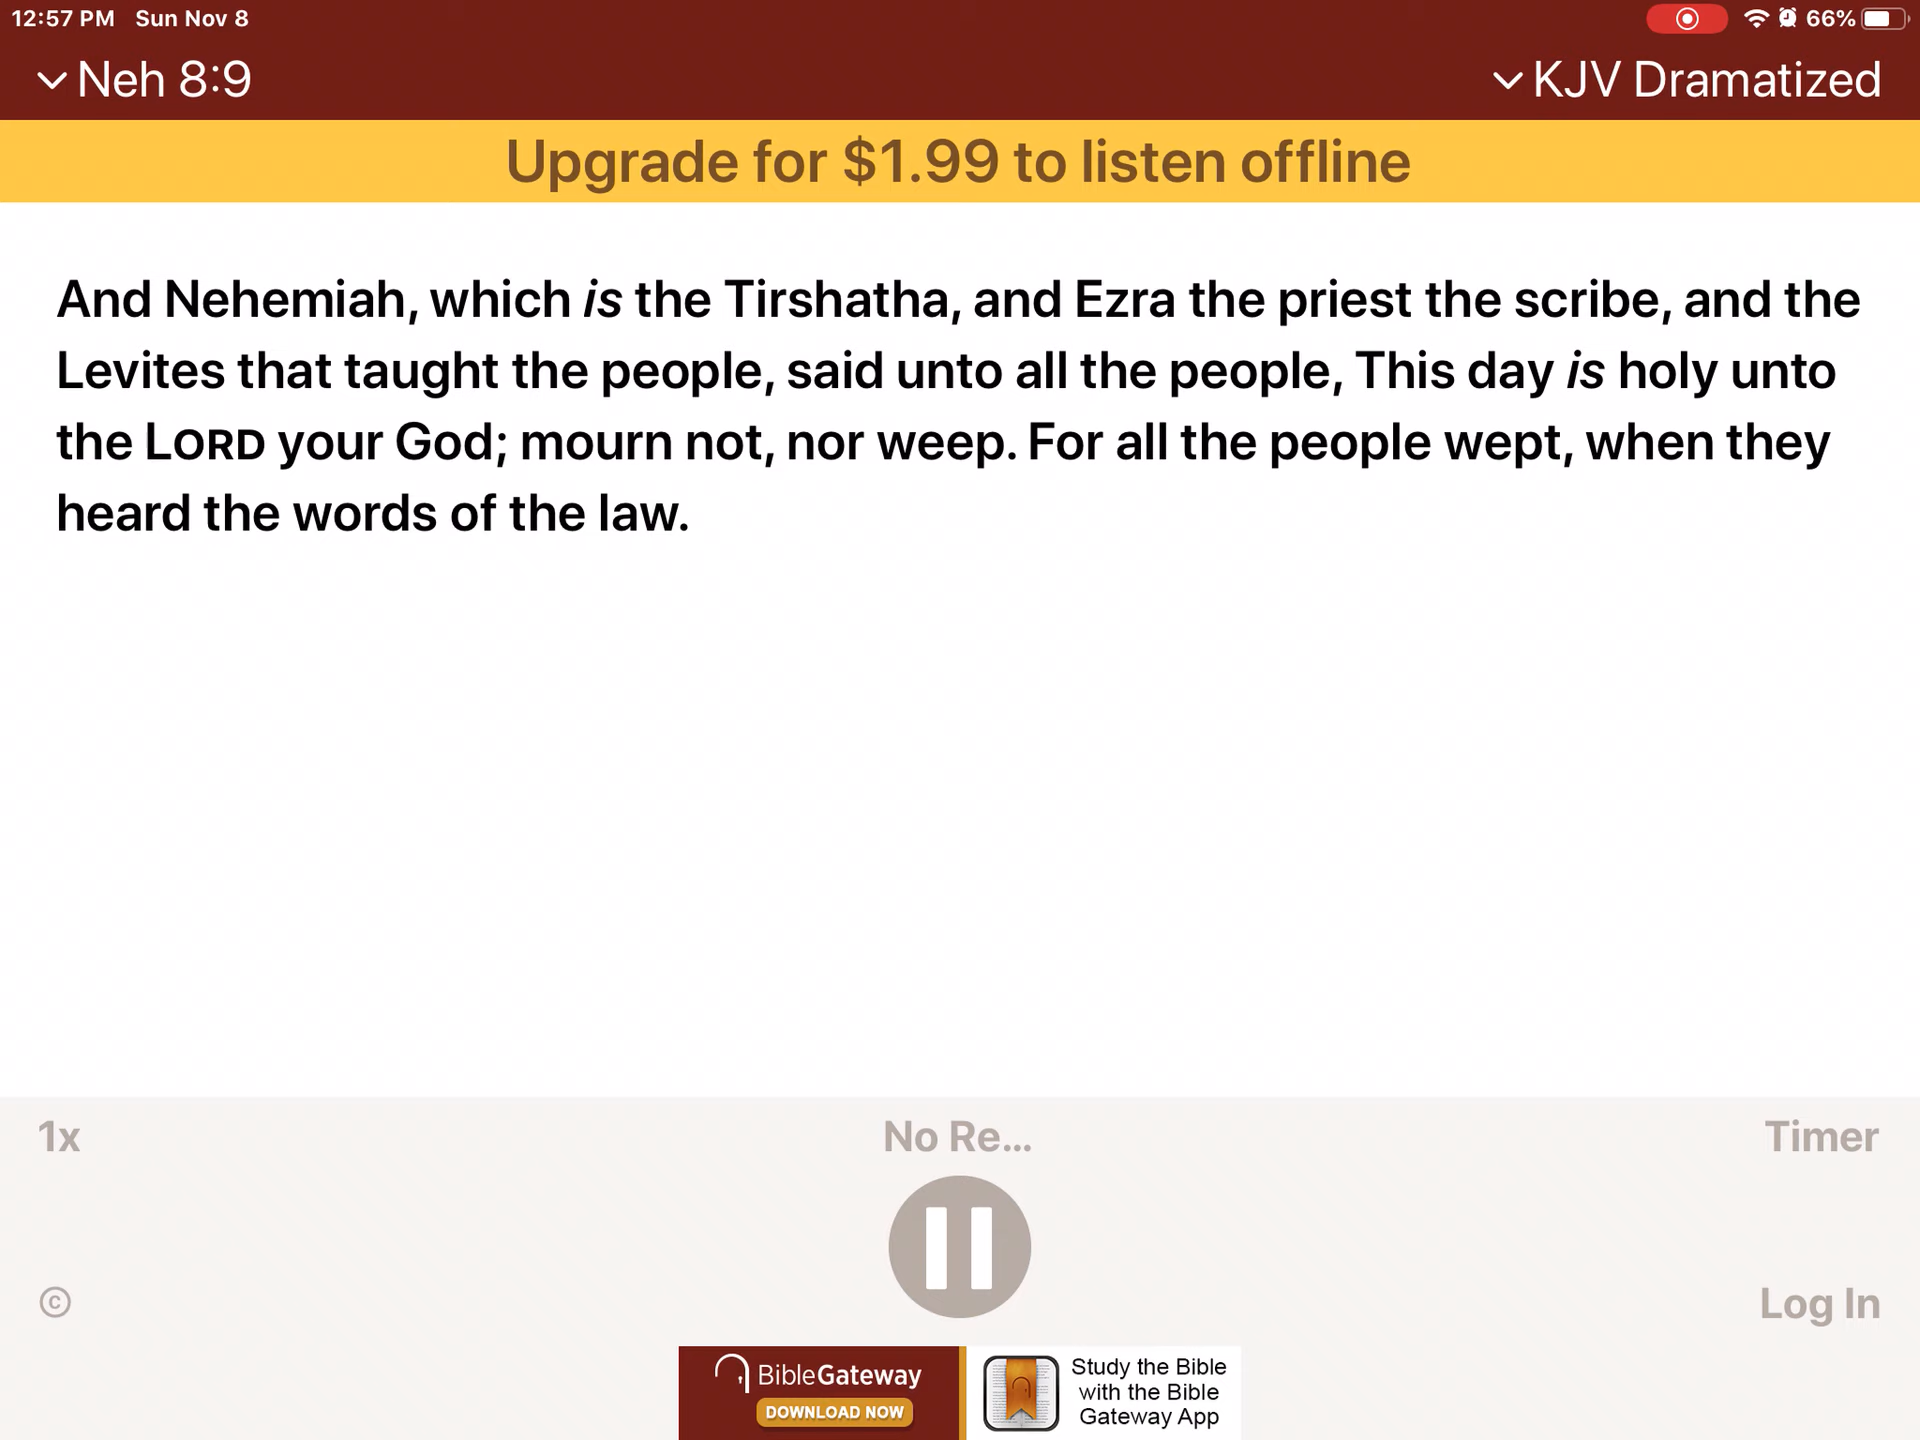 12:57 PM Sun Nov 8 66%
Neh 8:9 KJV Dramatized
Upgrade for $1.99 to listen offline
And Nehemiah, which is the Tirshatha, and Ezra the priest the scribe, and the
Levites that taught the people, said unto all the people, This day is holy unto
the LORD your God; mourn not, nor weep. For all the people wept, when they
heard the words of the law.
1x No Re... Timer
© Log In
BibleGateway
DOWNLOAD NOW
Study the Bible
with the Bible
Gateway App